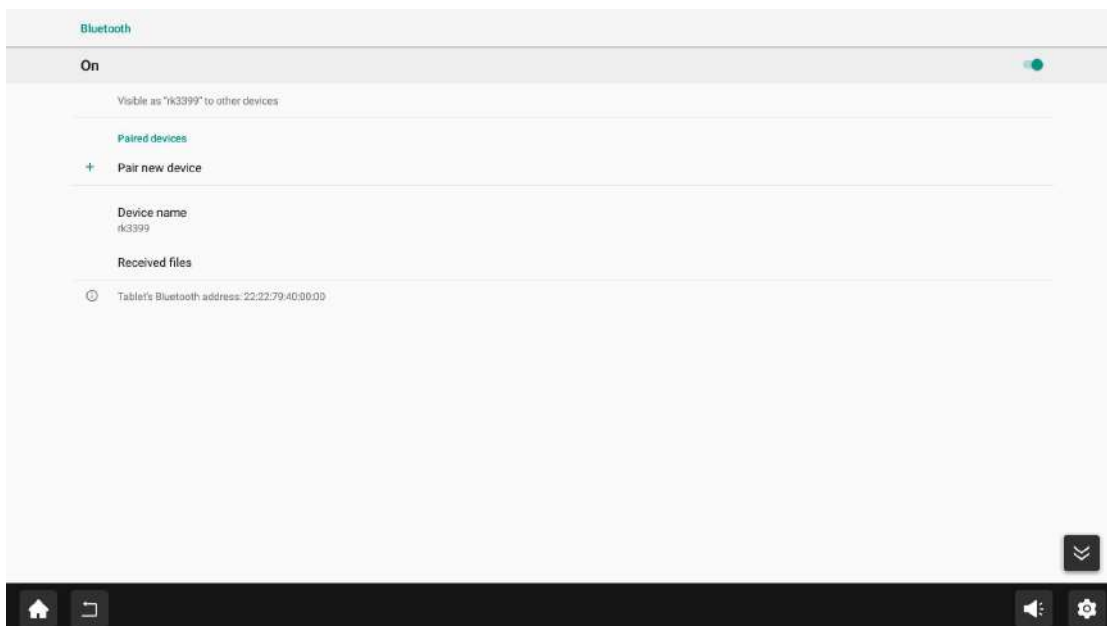 Bluetooth
On
Visible as "rk3399" to other devices
Paired devices
+ Pair new device
Device name
rk3399
Received files
Tablet's Bluetooth address: 22:22:79:40:00:00